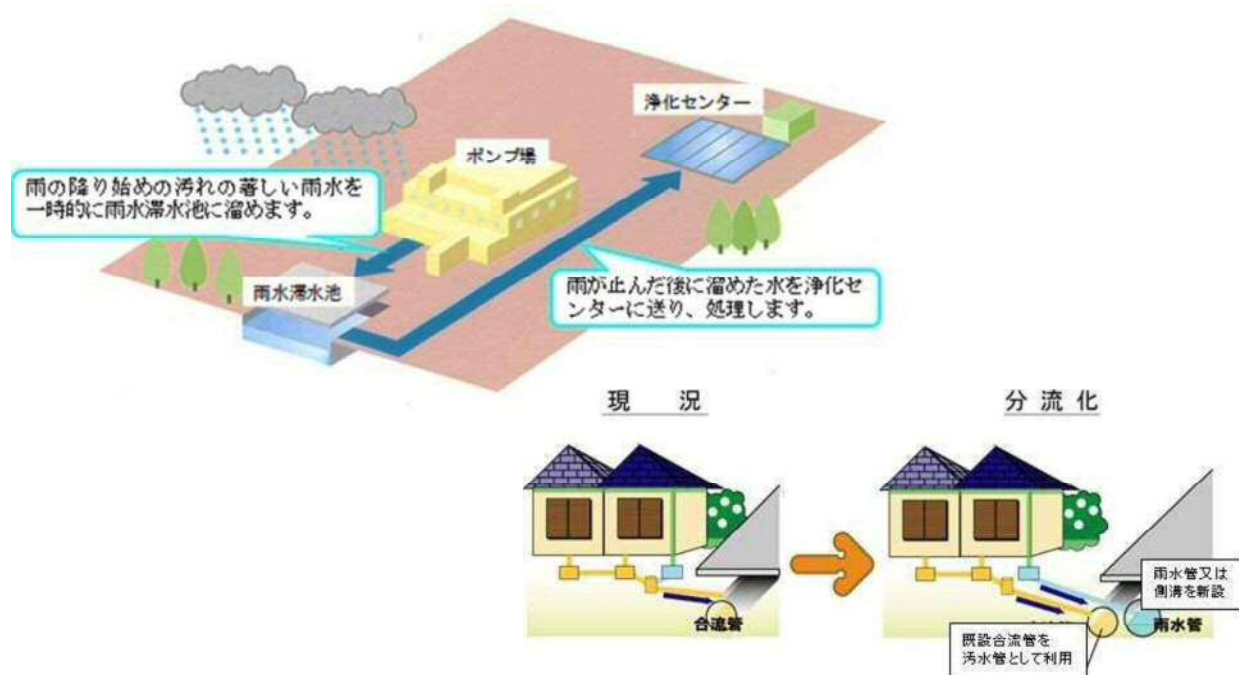 浄化センター
ポンプ場
雨の降り始めの汚れの著しい雨水を
一時的に雨水滞水池に溜めます。
雨水滞水池
雨が止んだ後に溜めた水を浄化セ
ンターに送り、処理します。
現　況
分流化
合流管
雨水管又は
側溝を新設
雨水管
既設合流管を
汚水管として利用